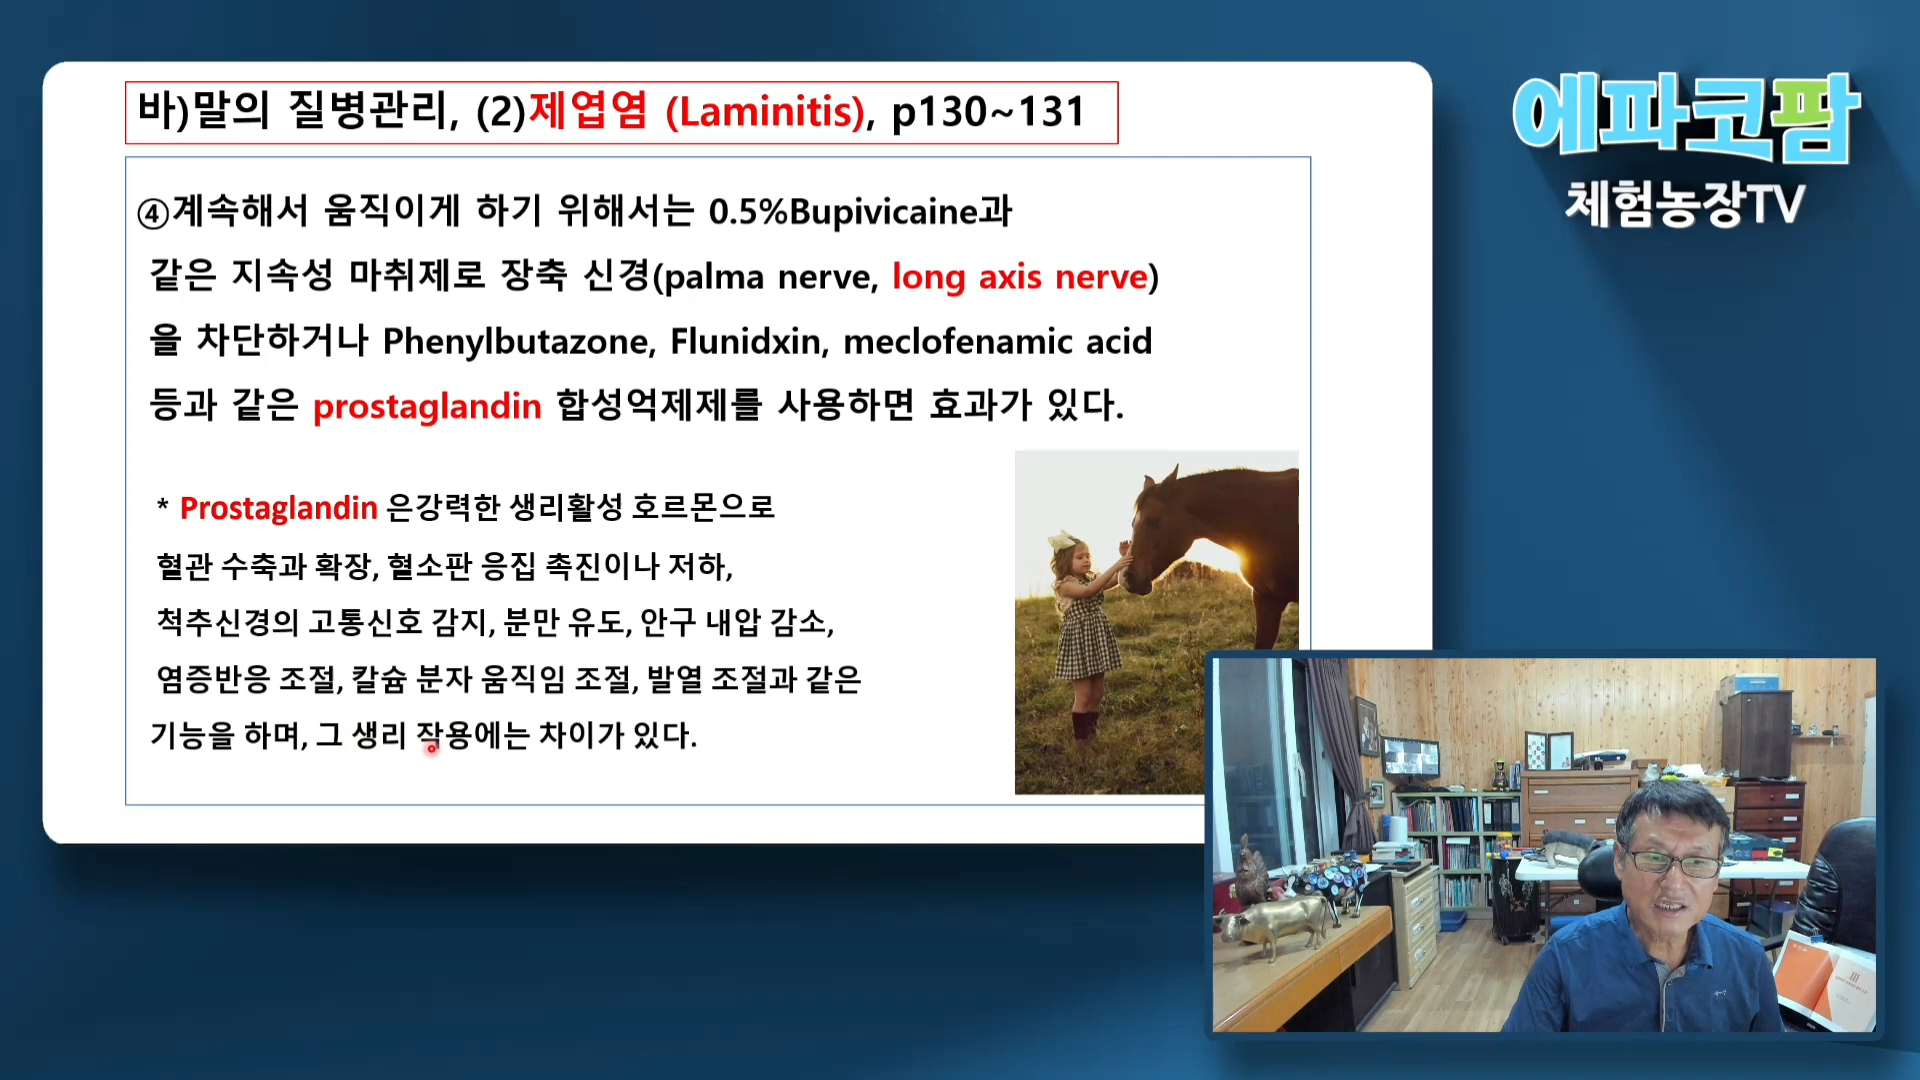 바)말의 질병관리, (2)제엽염 (Laminitis), p130~131
에파코팜
체험농장TV
④계속해서 움직이게 하기 위해서는 0.5%Bupivicaine과
같은 지속성 마취제로 장축 신경(palma nerve, long axis nerve)
을 차단하거나 Phenylbutazone, Flunidxin, meclofenamic acid
등과 같은 prostaglandin 합성억제제를 사용하면 효과가 있다.
* Prostaglandin 은강력한 생리활성 호르몬으로
혈관 수축과 확장, 혈소판 응집 촉진이나 저하,
척추신경의 고통신호 감지, 분만 유도, 안구 내압 감소,
염증반응 조절, 칼슘 분자 움직임 조절, 발열 조절과 같은
기능을 하며, 그 생리 작용에는 차이가 있다.